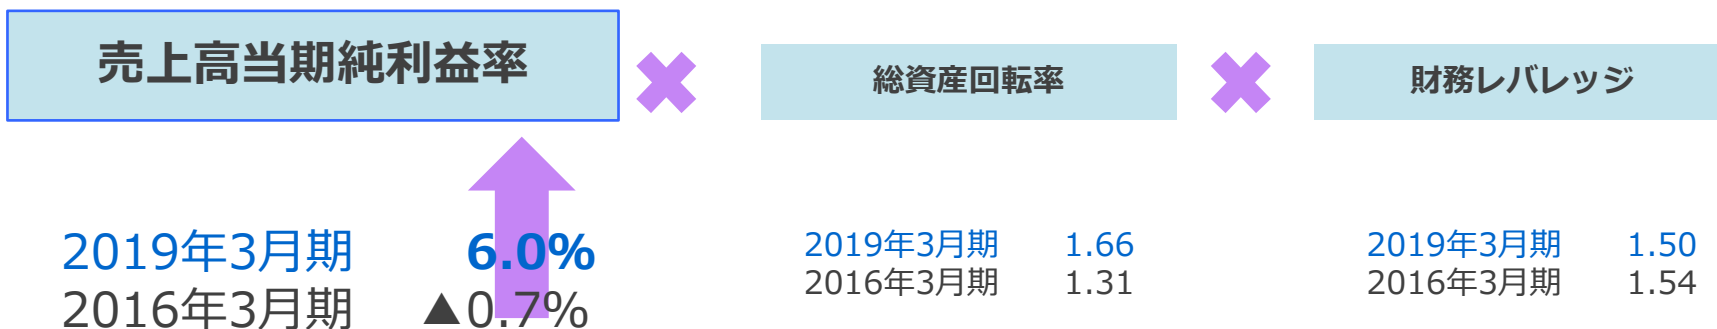 売上高当期純利益率
総資産回転率
財務レバレッジ
2019年3月期 6.0%
2016年3月期 ▲0.7%
2019年3月期 1.66
2016年3月期 1.31
2019年3月期 1.50
2016年3月期 1.54